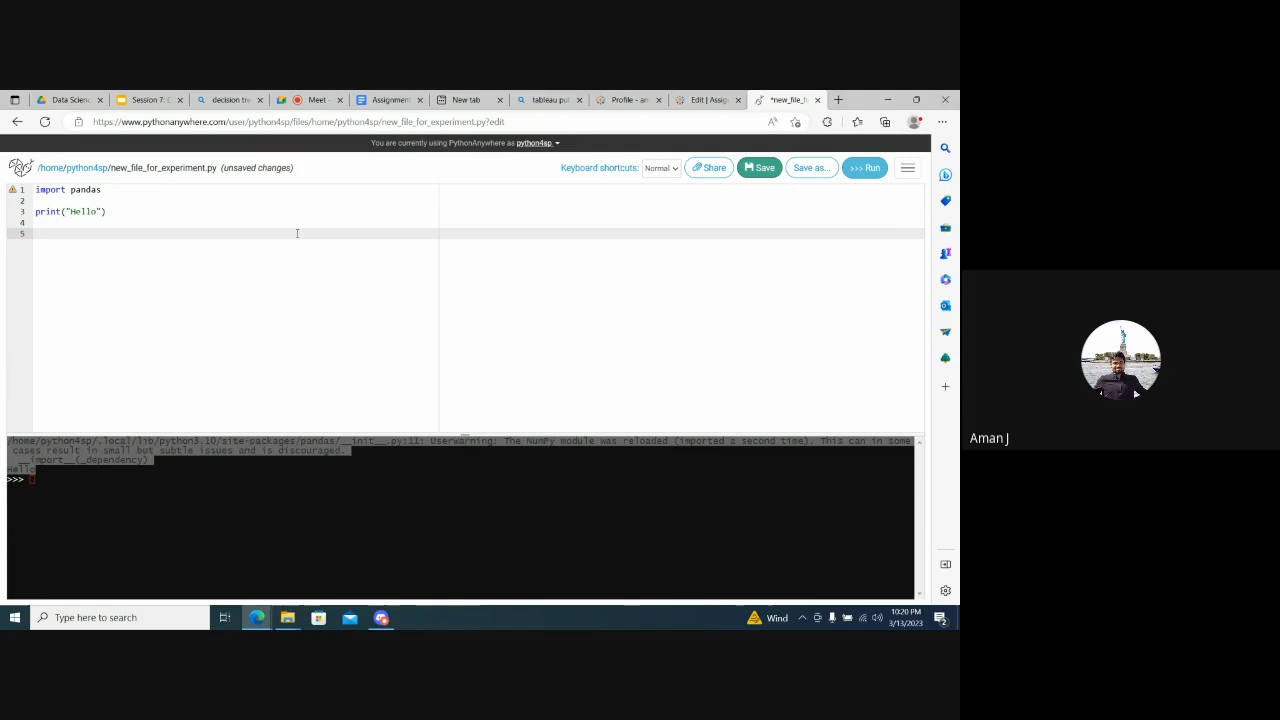 Data Scienc
Session 7: D
decision tre
Meet -
Assignment
New tab
tableau pul
Profile - am
Edit | Assig
*new_file_fo
https://www.pythonanywhere.com/user/python4sp/files/home/python4sp/new_file_for_experiment.py?edit
You are currently using PythonAnywhere as python4sp
/home/python4sp/new_file_for_experiment.py (unsaved changes)
Keyboard shortcuts: Normal
Share
Save
Save as...
>>> Run
1 import pandas
2
3 print("Hello")
4
5
/home/python4sp/.local/lib/python3.10/site-packages/pandas/__init__.py:11: UserWarning: The NumPy module was reloaded (imported a second time). This can in some
cases result in small but subtle issues and is discouraged.
__import__(_dependency)
Hello
>>>
Aman J
Type here to search
Wind
10:20 PM
3/13/2023
2